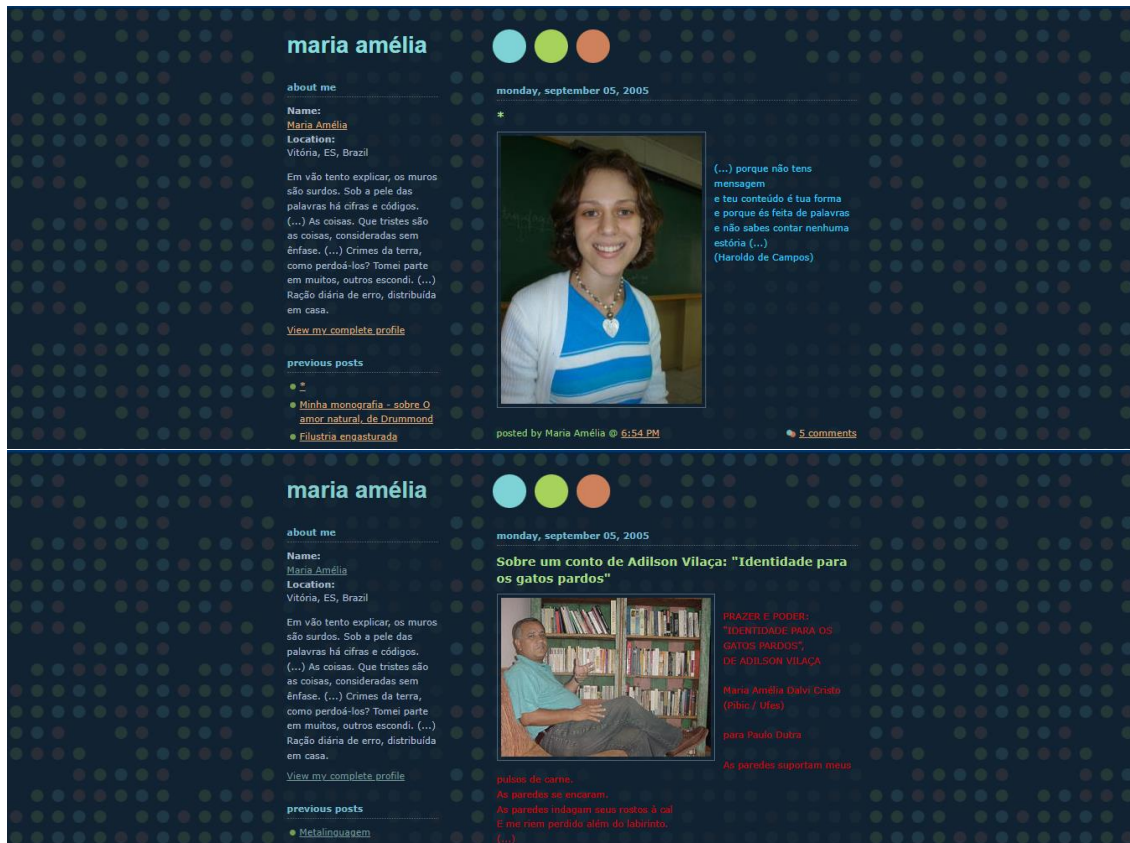 maria amélia
about me
Name:
Maria Amélia
Location:
Vitória, ES, Brazil
Em vão tento explicar, os muros
são surdos. Sob a pele das
palavras há cifras e códigos.
(...) As coisas. Que tristes são
as coisas, consideradas sem
ênfase. (...) Crimes da terra,
como perdoá-los? Tomei parte
em muitos, outros escondi. (...)
Ração diária de erro, distribuída
em casa.
View my complete profile
previous posts
*
Minha monografia - sobre O
amor natural, de Drummond
Filustria engasturada
monday, september 05, 2005
*
(...) porque não tens
mensagem
e teu conteúdo é tua forma
e porque és feita de palavras
e não sabes contar nenhuma
estória (...)
(Haroldo de Campos)
posted by Maria Amélia @ 6:54 PM
5 comments
maria amélia
about me
Name:
Maria Amélia
Location:
Vitória, ES, Brazil
Em vão tento explicar, os muros
são surdos. Sob a pele das
palavras há cifras e códigos.
(...) As coisas. Que tristes são
as coisas, consideradas sem
ênfase. (...) Crimes da terra,
como perdoá-los? Tomei parte
em muitos, outros escondi. (...)
Ração diária de erro, distribuída
em casa.
View my complete profile
previous posts
Metalinguagem
monday, september 05, 2005
Sobre um conto de Adilson Vilaça: "Identidade para
os gatos pardos"
PRAZER E PODER:
"IDENTIDADE PARA OS
GATOS PARDOS",
DE ADILSON VILAÇA
Maria Amélia Dalvi Cristo
(Pibic / Ufes)
para Paulo Dutra
As paredes suportam meus
pulsos de carne.
As paredes se encaram.
As paredes indagam seus rostos à cal
E me riem perdido além do labirinto.
(...)